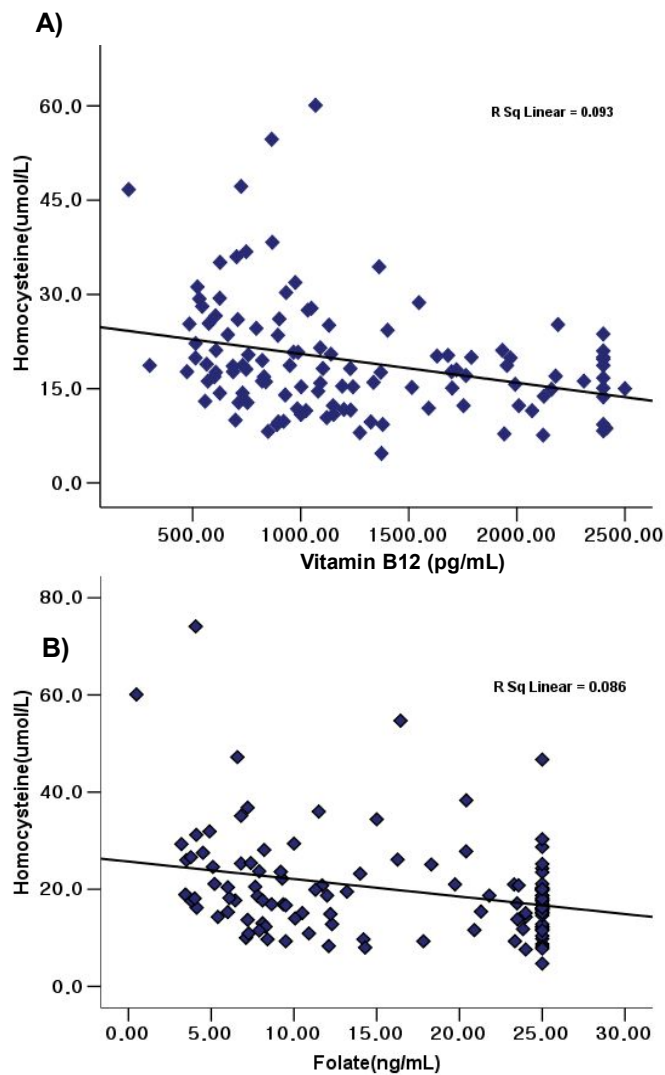 A)
60.0
45.0
30.0
15.0
0.0
Homocysteine(umol/L)
R Sq Linear = 0.093
500.00 1000.00 1500.00 2000.00 2500.00
Vitamin B12 (pg/mL)
B)
80.0
60.0
40.0
20.0
0.0
Homocysteine(umol/L)
R Sq Linear = 0.086
0.00 5.00 10.00 15.00 20.00 25.00 30.00
Folate(ng/mL)